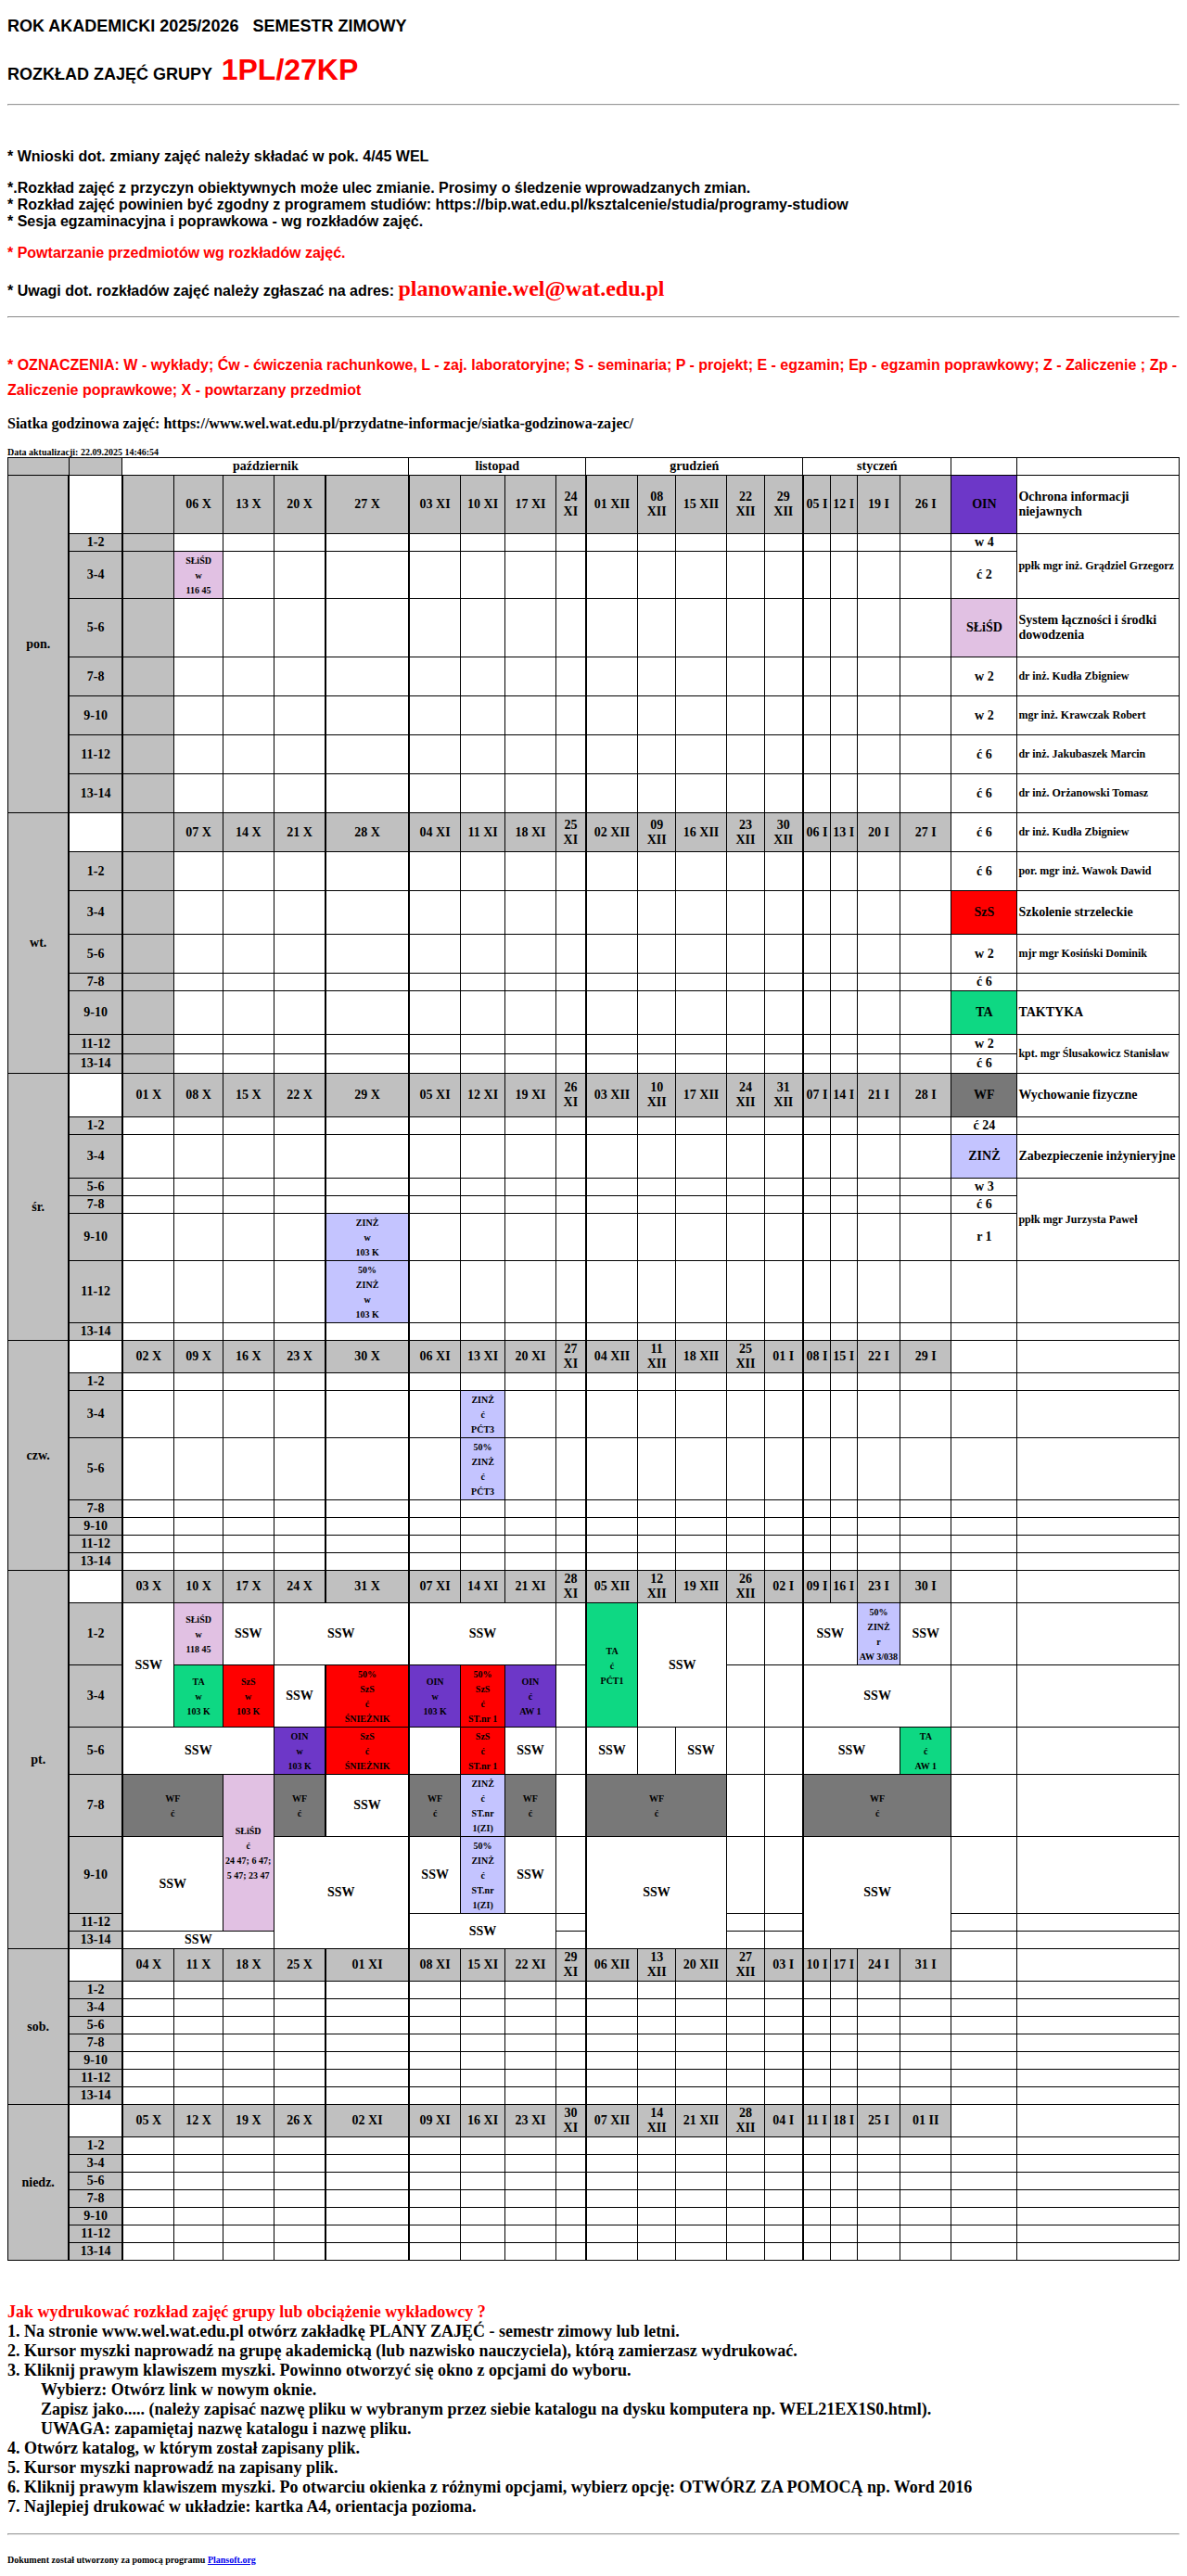 ROK AKADEMICKI 2025/2026 SEMESTR ZIMOWY
ROZKŁAD ZAJĘĆ GRUPY 1PL/27KP
* Wnioski dot. zmiany zajęć należy składać w pok. 4/45 WEL
*.Rozkład zajęć z przyczyn obiektywnych może ulec zmianie. Prosimy o śledzenie wprowadzanych zmian.
* Rozkład zajęć powinien być zgodny z programem studiów: https://bip.wat.edu.pl/ksztalcenie/studia/programy-studiow
* Sesja egzaminacyjna i poprawkowa - wg rozkładów zajęć.
* Powtarzanie przedmiotów wg rozkładów zajęć.
* Uwagi dot. rozkładów zajęć należy zgłaszać na adres: planowanie.wel@wat.edu.pl
* OZNACZENIA: W - wykłady; Ćw - ćwiczenia rachunkowe, L - zaj. laboratoryjne; S - seminaria; P - projekt; E - egzamin; Ep - egzamin poprawkowy; Z - Zaliczenie ; Zp -
Zaliczenie poprawkowe; X - powtarzany przedmiot
Siatka godzinowa zajęć: https://www.wel.wat.edu.pl/przydatne-informacje/siatka-godzinowa-zajec/
Data aktualizacji: 22.09.2025 14:46:54
październik listopad grudzień styczeń
pon. 06 X 13 X 20 X 27 X 03 XI 10 XI 17 XI 24 XI 01 XII 08 XII 15 XII 22 XII 29 XII 05 I 12 I 19 I 26 I OIN Ochrona informacji niejawnych
1-2 w 4 ppłk mgr inż. Grądziel Grzegorz
3-4 SŁiŚD w 116 45 ć 2
5-6 SŁiŚD System łączności i środki dowodzenia
7-8 w 2 dr inż. Kudła Zbigniew
9-10 w 2 mgr inż. Krawczak Robert
11-12 ć 6 dr inż. Jakubaszek Marcin
13-14 ć 6 dr inż. Orżanowski Tomasz
wt. 07 X 14 X 21 X 28 X 04 XI 11 XI 18 XI 25 XI 02 XII 09 XII 16 XII 23 XII 30 XII 06 I 13 I 20 I 27 I ć 6 dr inż. Kudła Zbigniew
1-2 ć 6 por. mgr inż. Wawok Dawid
3-4 SzS Szkolenie strzeleckie
5-6 w 2 mjr mgr Kosiński Dominik
7-8 ć 6
9-10 TA TAKTYKA
11-12 w 2 kpt. mgr Ślusakowicz Stanisław
13-14 ć 6
śr. 01 X 08 X 15 X 22 X 29 X 05 XI 12 XI 19 XI 26 XI 03 XII 10 XII 17 XII 24 XII 31 XII 07 I 14 I 21 I 28 I WF Wychowanie fizyczne
1-2 ć 24
3-4 ZINŻ Zabezpieczenie inżynieryjne
5-6 w 3 ppłk mgr Jurzysta Paweł
7-8 ć 6
9-10 ZINŻ w 103 K r 1
11-12 50% ZINŻ w 103 K
13-14
czw. 02 X 09 X 16 X 23 X 30 X 06 XI 13 XI 20 XI 27 XI 04 XII 11 XII 18 XII 25 XII 01 I 08 I 15 I 22 I 29 I
1-2
3-4 ZINŻ ć PĆT3
5-6 50% ZINŻ ć PĆT3
7-8
9-10
11-12
13-14
pt. 03 X 10 X 17 X 24 X 31 X 07 XI 14 XI 21 XI 28 XI 05 XII 12 XII 19 XII 26 XII 02 I 09 I 16 I 23 I 30 I
1-2 SSW SŁiŚD w 118 45 SSW SSW SSW TA ć PĆT1 SSW SSW 50% ZINŻ r AW 3/038 SSW
3-4 TA w 103 K SzS w 103 K SSW 50% SzS ć ŚNIEŻNIK OIN w 103 K 50% SzS ć ST.nr 1 OIN ć AW 1 SSW
5-6 SSW OIN w 103 K SzS ć ŚNIEŻNIK SzS ć ST.nr 1 SSW SSW SSW SSW TA ć AW 1
7-8 WF ć SŁiŚD ć 24 47; 6 47; 5 47; 23 47 WF ć SSW WF ć ZINŻ ć ST.nr 1(ZI) WF ć WF ć WF ć
9-10 SSW SSW SSW 50% ZINŻ ć ST.nr 1(ZI) SSW SSW SSW
11-12 SSW
13-14 SSW
sob. 04 X 11 X 18 X 25 X 01 XI 08 XI 15 XI 22 XI 29 XI 06 XII 13 XII 20 XII 27 XII 03 I 10 I 17 I 24 I 31 I
1-2
3-4
5-6
7-8
9-10
11-12
13-14
niedz. 05 X 12 X 19 X 26 X 02 XI 09 XI 16 XI 23 XI 30 XI 07 XII 14 XII 21 XII 28 XII 04 I 11 I 18 I 25 I 01 II
1-2
3-4
5-6
7-8
9-10
11-12
13-14
Jak wydrukować rozkład zajęć grupy lub obciążenie wykładowcy ?
1. Na stronie www.wel.wat.edu.pl otwórz zakładkę PLANY ZAJĘĆ - semestr zimowy lub letni.
2. Kursor myszki naprowadź na grupę akademicką (lub nazwisko nauczyciela), którą zamierzasz wydrukować.
3. Kliknij prawym klawiszem myszki. Powinno otworzyć się okno z opcjami do wyboru.
Wybierz: Otwórz link w nowym oknie.
Zapisz jako..... (należy zapisać nazwę pliku w wybranym przez siebie katalogu na dysku komputera np. WEL21EX1S0.html).
UWAGA: zapamiętaj nazwę katalogu i nazwę pliku.
4. Otwórz katalog, w którym został zapisany plik.
5. Kursor myszki naprowadź na zapisany plik.
6. Kliknij prawym klawiszem myszki. Po otwarciu okienka z różnymi opcjami, wybierz opcję: OTWÓRZ ZA POMOCĄ np. Word 2016
7. Najlepiej drukować w układzie: kartka A4, orientacja pozioma.
Dokument został utworzony za pomocą programu Plansoft.org